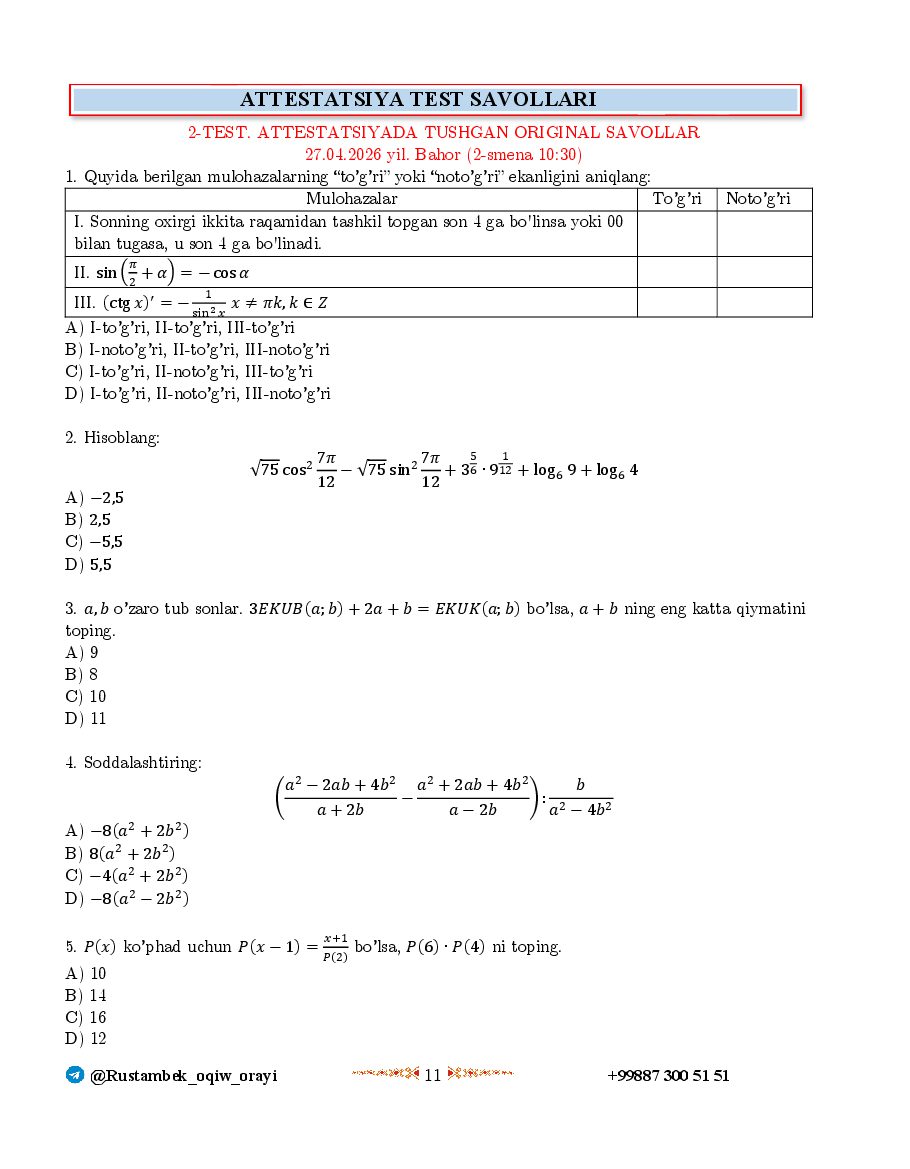 ATTESTATSIYA TEST SAVOLLARI
2-TEST. ATTESTATSIYADA TUSHGAN ORIGINAL SAVOLLAR
27.04.2026 yil. Bahor (2-smena 10:30)
1. Quyida berilgan mulohazalarning “to’g’ri” yoki “noto’g’ri” ekanligini aniqlang:
Mulohazalar To’g’ri Noto’g’ri
I. Sonning oxirgi ikkita raqamidan tashkil topgan son 4 ga bo'linsa yoki 00
bilan tugasa, u son 4 ga bo'linadi.
II. sin(π/2 + α) = − cos α
III. (ctg x)′ = − 1/sin² x x ≠ πk, k ∈ Z
A) I-to’g’ri, II-to’g’ri, III-to’g’ri
B) I-noto’g’ri, II-to’g’ri, III-noto’g’ri
C) I-to’g’ri, II-noto’g’ri, III-to’g’ri
D) I-to’g’ri, II-noto’g’ri, III-noto’g’ri
2. Hisoblang:
√75 cos² 7π/12 − √75 sin² 7π/12 + 3^(5/6) · 9^(1/12) + log₆ 9 + log₆ 4
A) −2,5
B) 2,5
C) −5,5
D) 5,5
3. a, b o’zaro tub sonlar. 3EKUB(a; b) + 2a + b = EKUK(a; b) bo’lsa, a + b ning eng katta qiymatini
toping.
A) 9
B) 8
C) 10
D) 11
4. Soddalashtiring:
((a² − 2ab + 4b²)/(a + 2b) − (a² + 2ab + 4b²)/(a − 2b)) : b/(a² − 4b²)
A) −8(a² + 2b²)
B) 8(a² + 2b²)
C) −4(a² + 2b²)
D) −8(a² − 2b²)
5. P(x) ko’phad uchun P(x − 1) = (x+1)/P(2) bo’lsa, P(6) · P(4) ni toping.
A) 10
B) 14
C) 16
D) 12
@Rustambek_oqiw_orayi 11 +99887 300 51 51